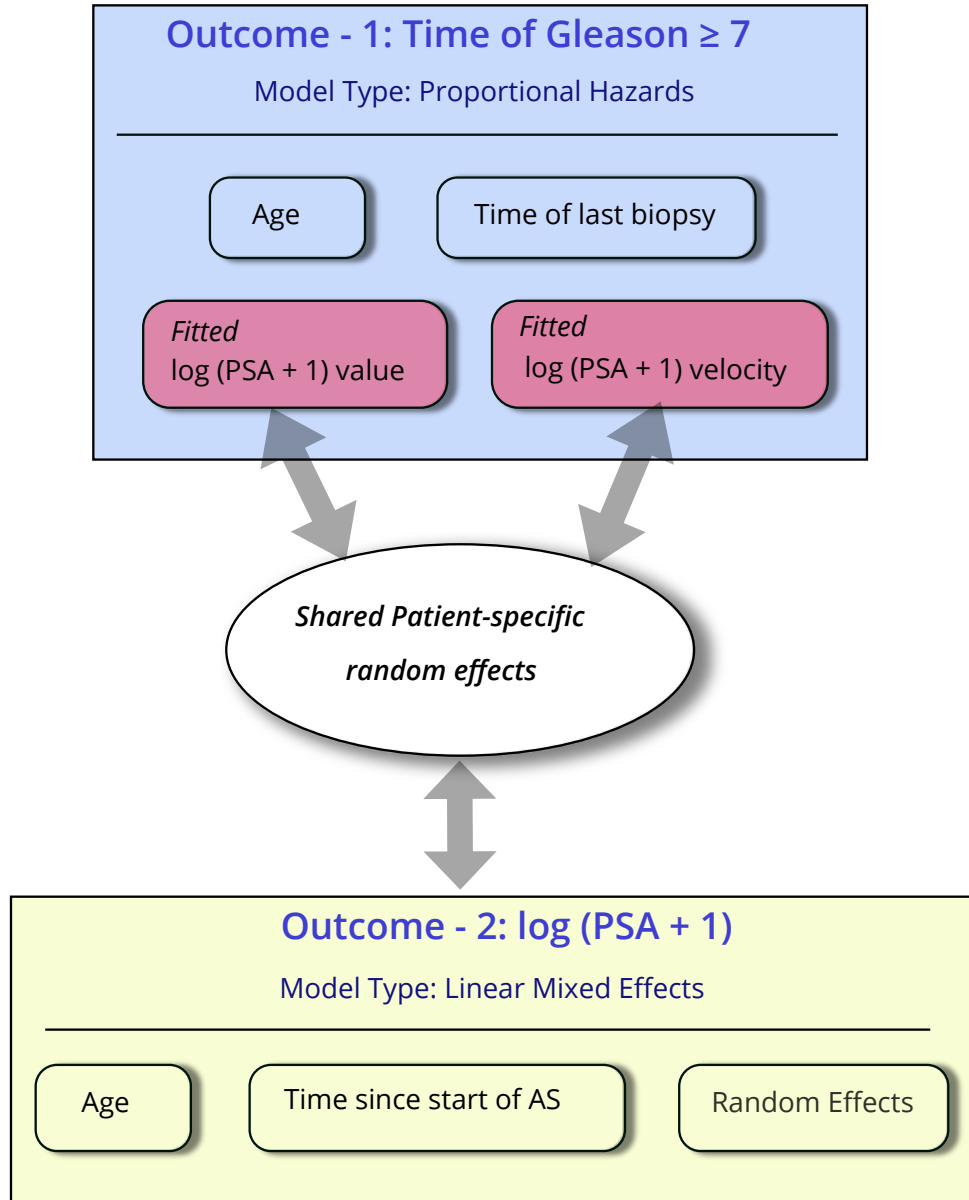 Outcome - 1: Time of Gleason ≥ 7
Model Type: Proportional Hazards
Age
Time of last biopsy
Fitted
log (PSA + 1) value
Fitted
log (PSA + 1) velocity
Shared Patient-specific
random effects
Outcome - 2: log (PSA + 1)
Model Type: Linear Mixed Effects
Age
Time since start of AS
Random Effects